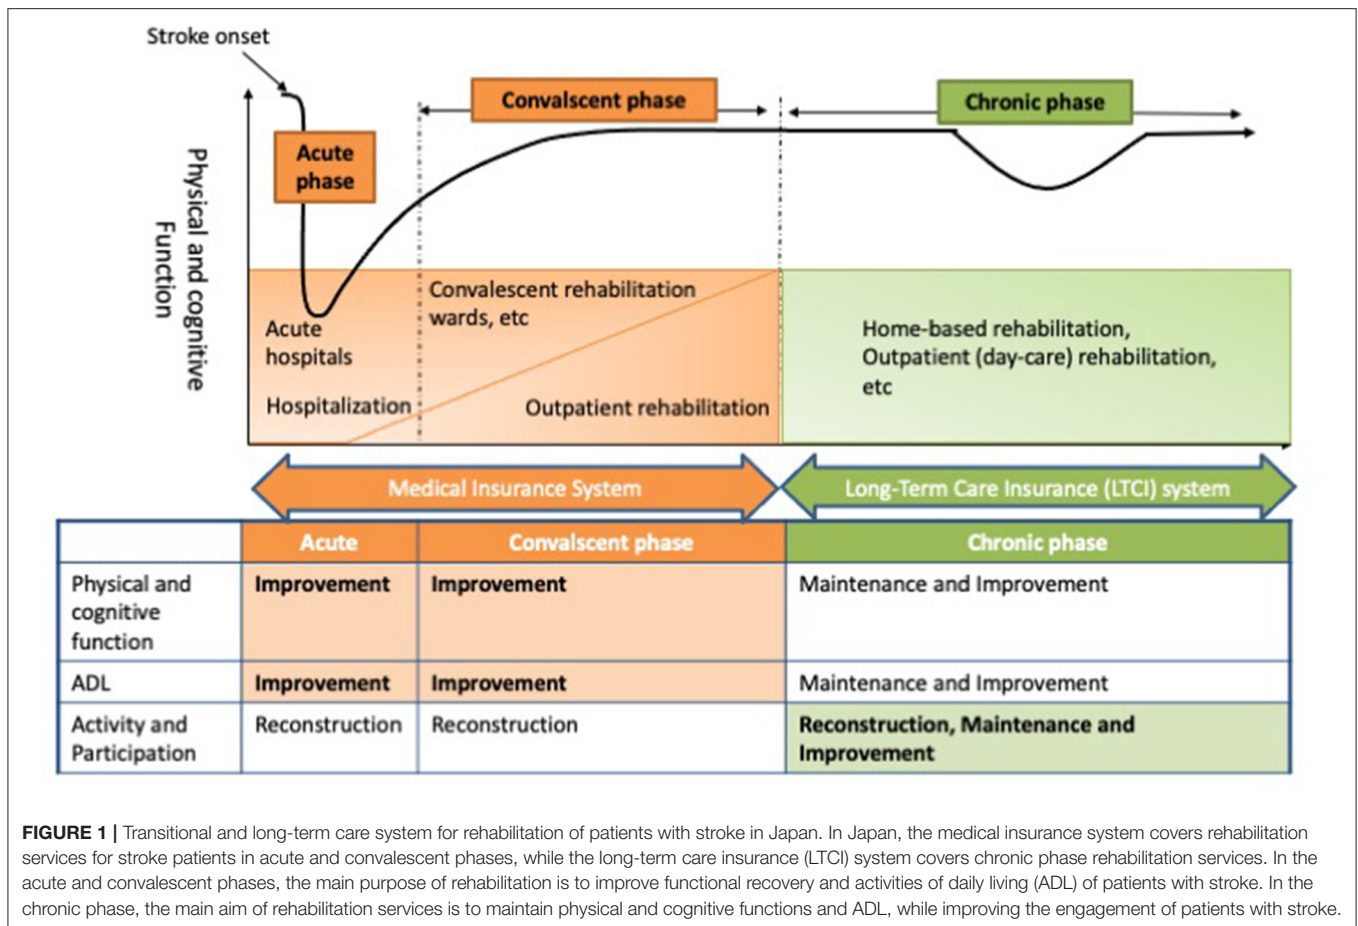 Stroke onset
Convalscent phase
Chronic phase
Acute
phase
Physical and cognitive
Function
Convalescent rehabilitation
wards, etc
Acute
hospitals
Hospitalization
Outpatient rehabilitation
Home-based rehabilitation,
Outpatient (day-care) rehabilitation,
etc
Medical Insurance System
Long-Term Care Insurance (LTCI) system
Acute
Convalscent phase
Chronic phase
Physical and
cognitive
function
Improvement
Improvement
Maintenance and Improvement
ADL
Improvement
Improvement
Maintenance and Improvement
Activity and
Participation
Reconstruction
Reconstruction
Reconstruction, Maintenance and
Improvement
FIGURE 1 | Transitional and long-term care system for rehabilitation of patients with stroke in Japan. In Japan, the medical insurance system covers rehabilitation
services for stroke patients in acute and convalescent phases, while the long-term care insurance (LTCI) system covers chronic phase rehabilitation services. In the
acute and convalescent phases, the main purpose of rehabilitation is to improve functional recovery and activities of daily living (ADL) of patients with stroke. In the
chronic phase, the main aim of rehabilitation services is to maintain physical and cognitive functions and ADL, while improving the engagement of patients with stroke.